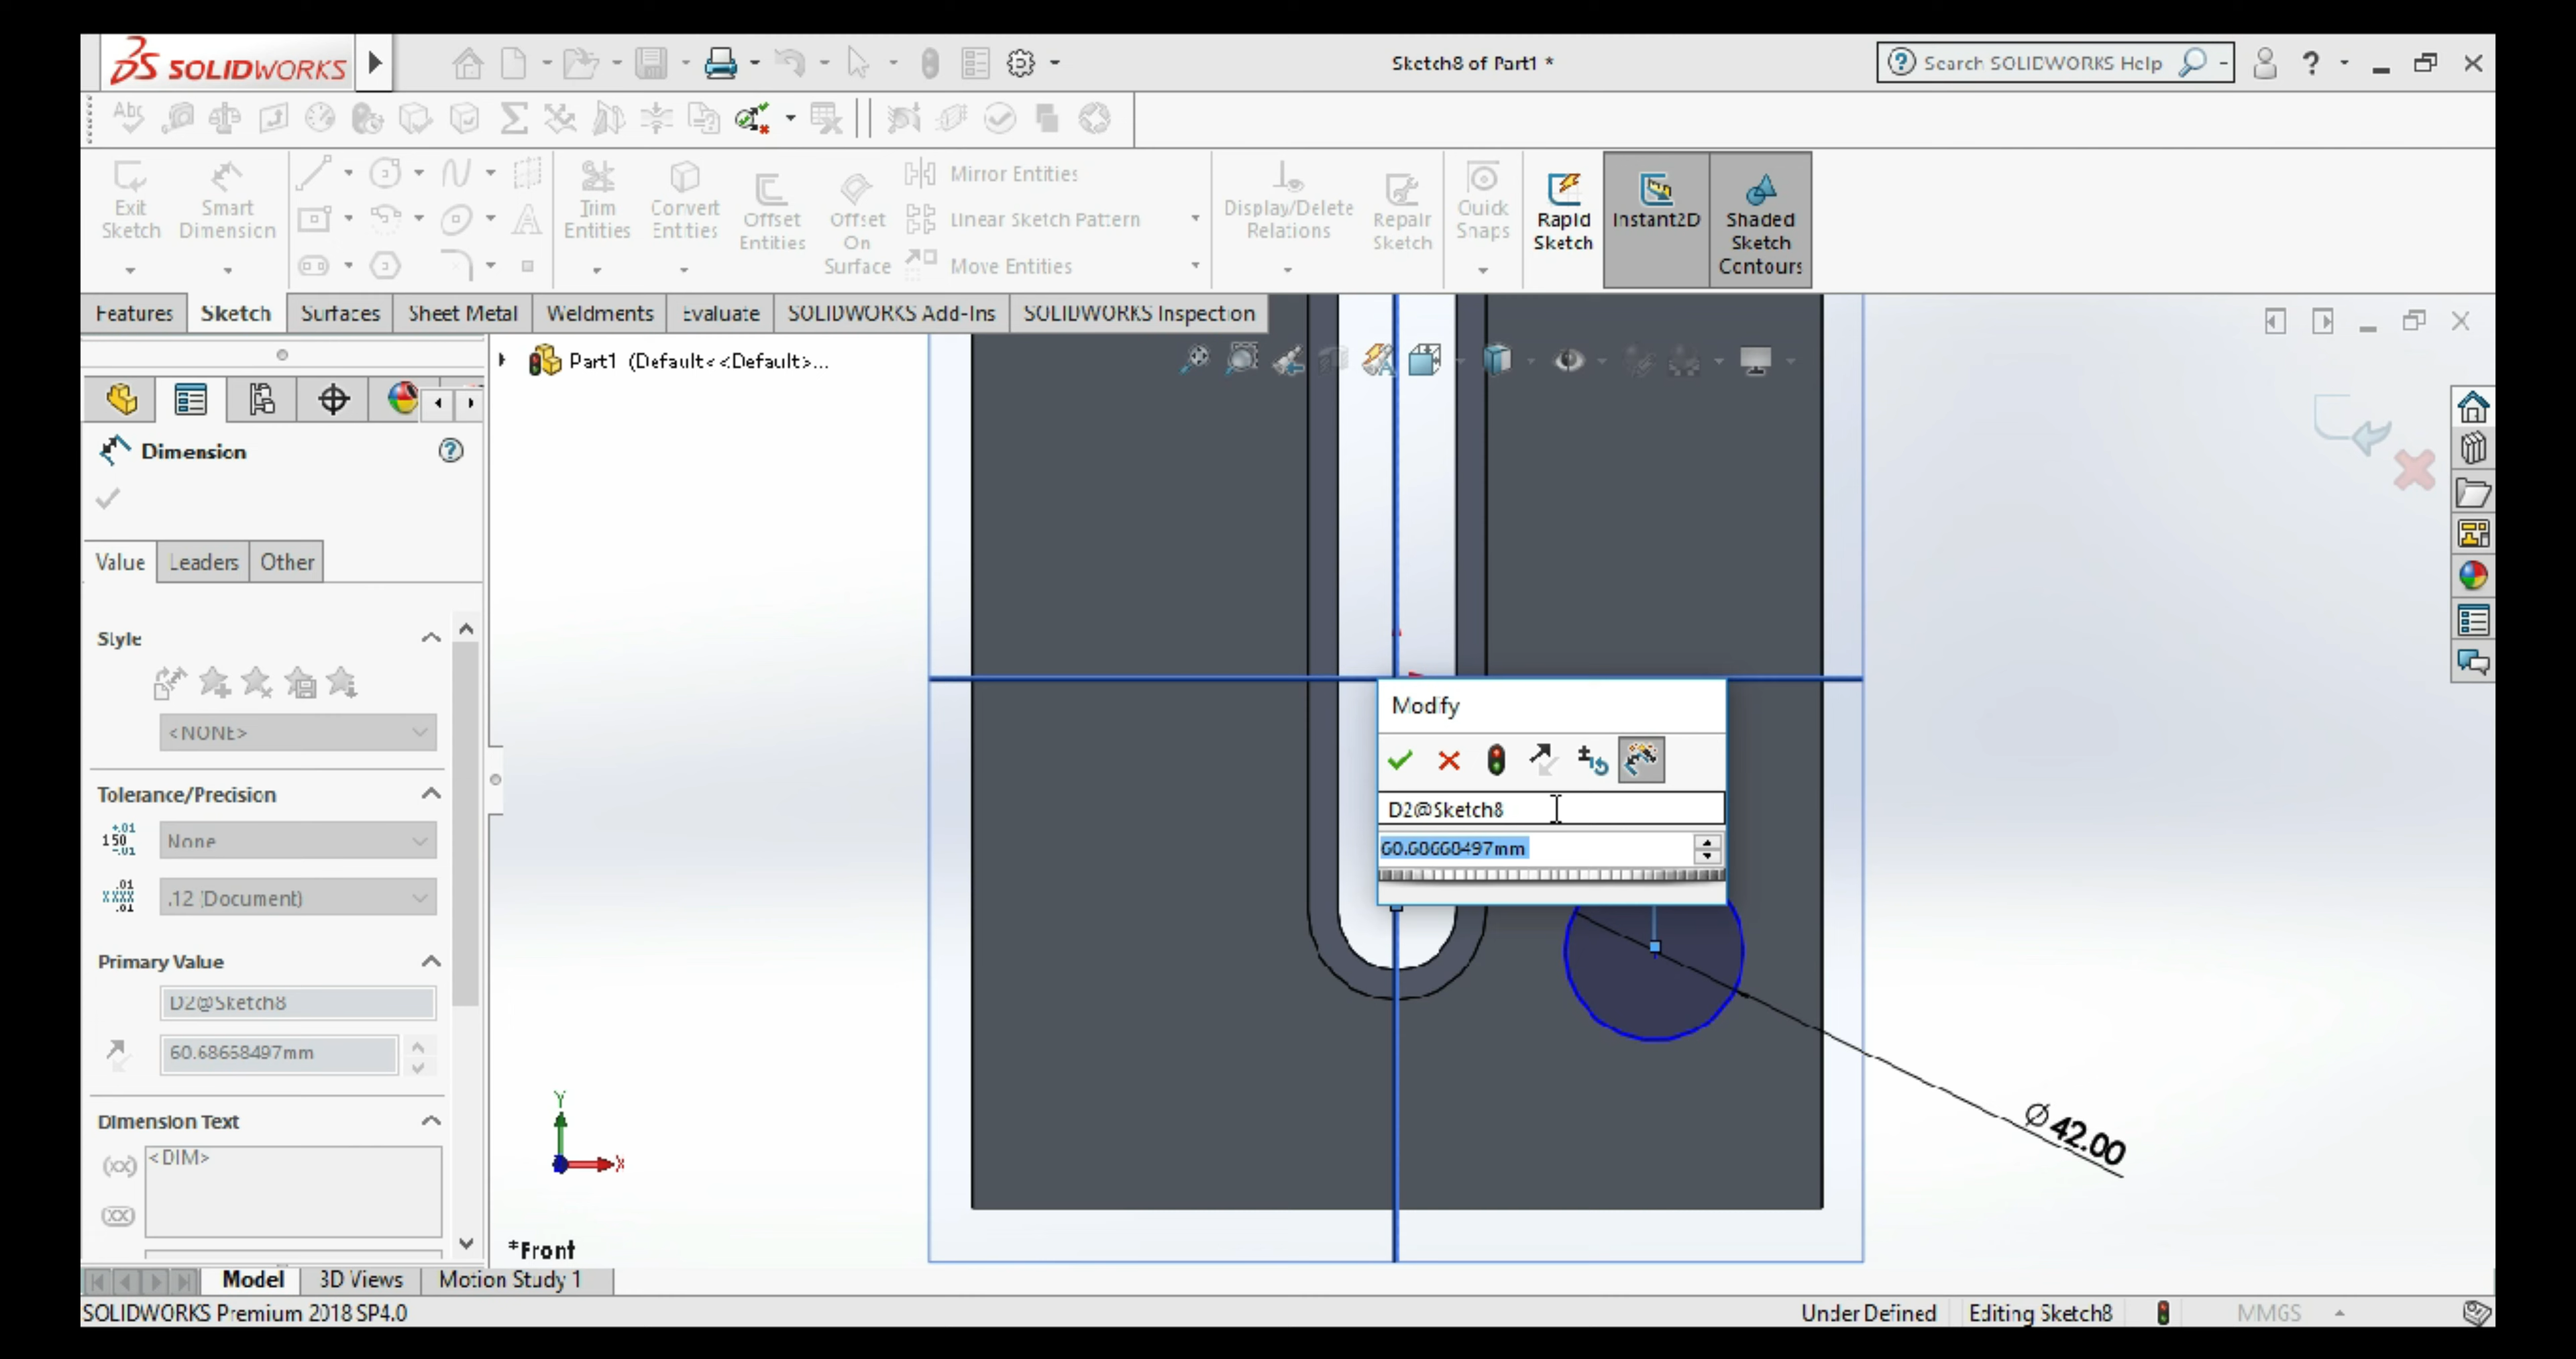 SOLIDWORKS
Sketch8 of Part1 *
Search SOLIDWORKS Help
Abc
Exit Sketch
Smart Dimension
Trim Entities
Convert Entities
Offset Entities
Offset On Surface
Mirror Entities
Linear Sketch Pattern
Move Entities
Display/Delete Relations
Repair Sketch
Quick Snaps
Rapid Sketch
Instant2D
Shaded Sketch Contours
Features
Sketch
Surfaces
Sheet Metal
Weldments
Evaluate
SOLIDWORKS Add-Ins
SOLIDWORKS Inspection
Part1 (Default<<Default>...
Dimension
Value
Leaders
Other
Style
<NONE>
Tolerance/Precision
None
.12 (Document)
Primary Value
D2@Sketch8
60.68668497mm
Dimension Text
<DIM>
(xx)
(xx)
Modify
D2@Sketch8
60.68668497mm
Ø42.00
Y
X
*Front
Model
3D Views
Motion Study 1
SOLIDWORKS Premium 2018 SP4.0
Under Defined
Editing Sketch8
MMGS